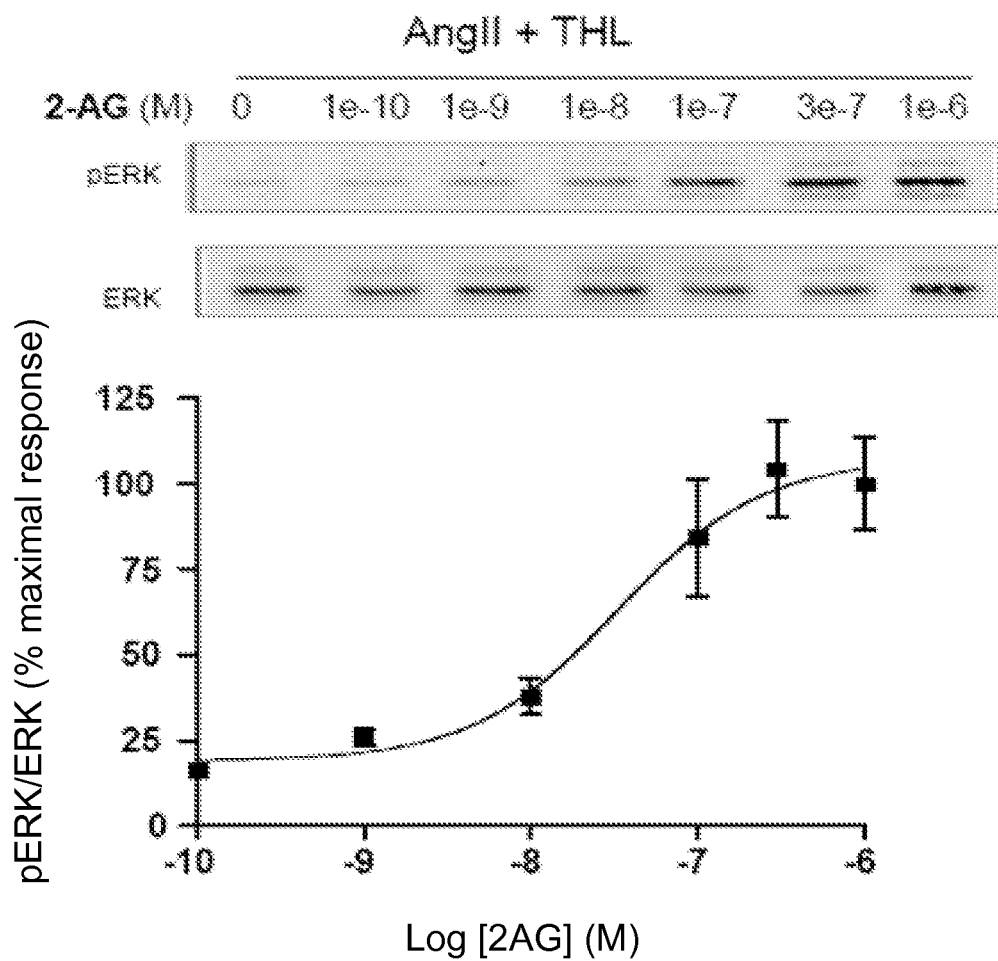 AngII + THL
2-AG (M) 0 1e-10 1e-9 1e-8 1e-7 3e-7 1e-6
pERK
ERK
pERK/ERK (% maximal response)
125
100
75
50
25
0
-10 -9 -8 -7 -6
Log [2AG] (M)